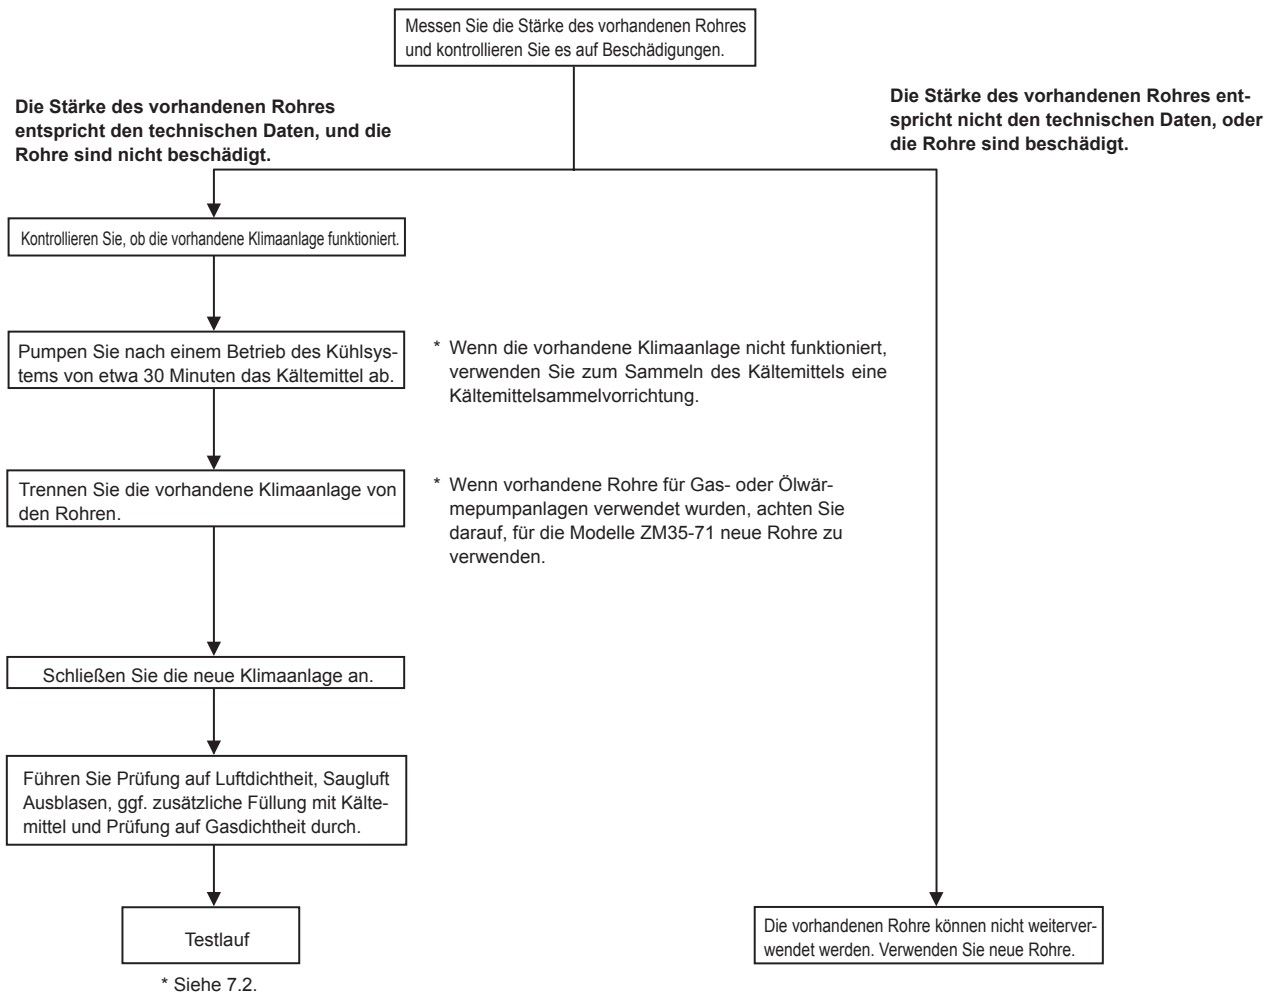 Messen Sie die Stärke des vorhandenen Rohres
und kontrollieren Sie es auf Beschädigungen.
Die Stärke des vorhandenen Rohres
entspricht den technischen Daten, und die
Rohre sind nicht beschädigt.
Die Stärke des vorhandenen Rohres ent-
spricht nicht den technischen Daten, oder
die Rohre sind beschädigt.
Kontrollieren Sie, ob die vorhandene Klimaanlage funktioniert.
Pumpen Sie nach einem Betrieb des Kühlsys-
tems von etwa 30 Minuten das Kältemittel ab.
* Wenn die vorhandene Klimaanlage nicht funktioniert,
verwenden Sie zum Sammeln des Kältemittels eine
Kältemittelsammelvorrichtung.
Trennen Sie die vorhandene Klimaanlage von
den Rohren.
* Wenn vorhandene Rohre für Gas- oder Ölwär-
mepumpanlagen verwendet wurden, achten Sie
darauf, für die Modelle ZM35-71 neue Rohre zu
verwenden.
Schließen Sie die neue Klimaanlage an.
Führen Sie Prüfung auf Luftdichtheit, Saugluft
Ausblasen, ggf. zusätzliche Füllung mit Kälte-
mittel und Prüfung auf Gasdichtheit durch.
Testlauf
* Siehe 7.2.
Die vorhandenen Rohre können nicht weiterver-
wendet werden. Verwenden Sie neue Rohre.